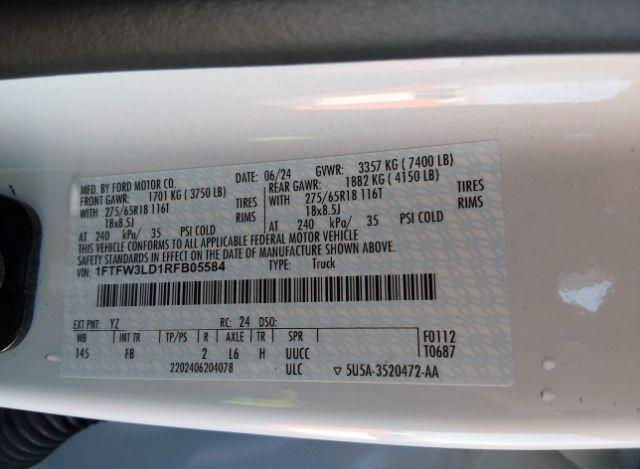 MFD. BY FORD MOTOR CO.
DATE: 06/24 GVWR: 3357 KG ( 7400 LB)
FRONT GAWR: 1701 KG ( 3750 LB) REAR GAWR: 1882 KG ( 4150 LB)
WITH 275/65R18 116T TIRES WITH 275/65R18 116T TIRES
18x8.5J RIMS 18x8.5J RIMS
AT 240 kPa/ 35 PSI COLD AT 240 kPa/ 35 PSI COLD
THIS VEHICLE CONFORMS TO ALL APPLICABLE FEDERAL MOTOR VEHICLE
SAFETY STANDARDS IN EFFECT ON THE DATE OF MANUFACTURE SHOWN ABOVE.
VIN: 1FTFW3LD1RFB05584 TYPE: Truck
EXT PNT: YZ RC: 24 DSO:
WB INT TR TP/PS R AXLE TR SPR F0112
145 FB 2 L6 H UUCC T0687
2202406204078 ULC ▽ 5U5A-3520472-AA